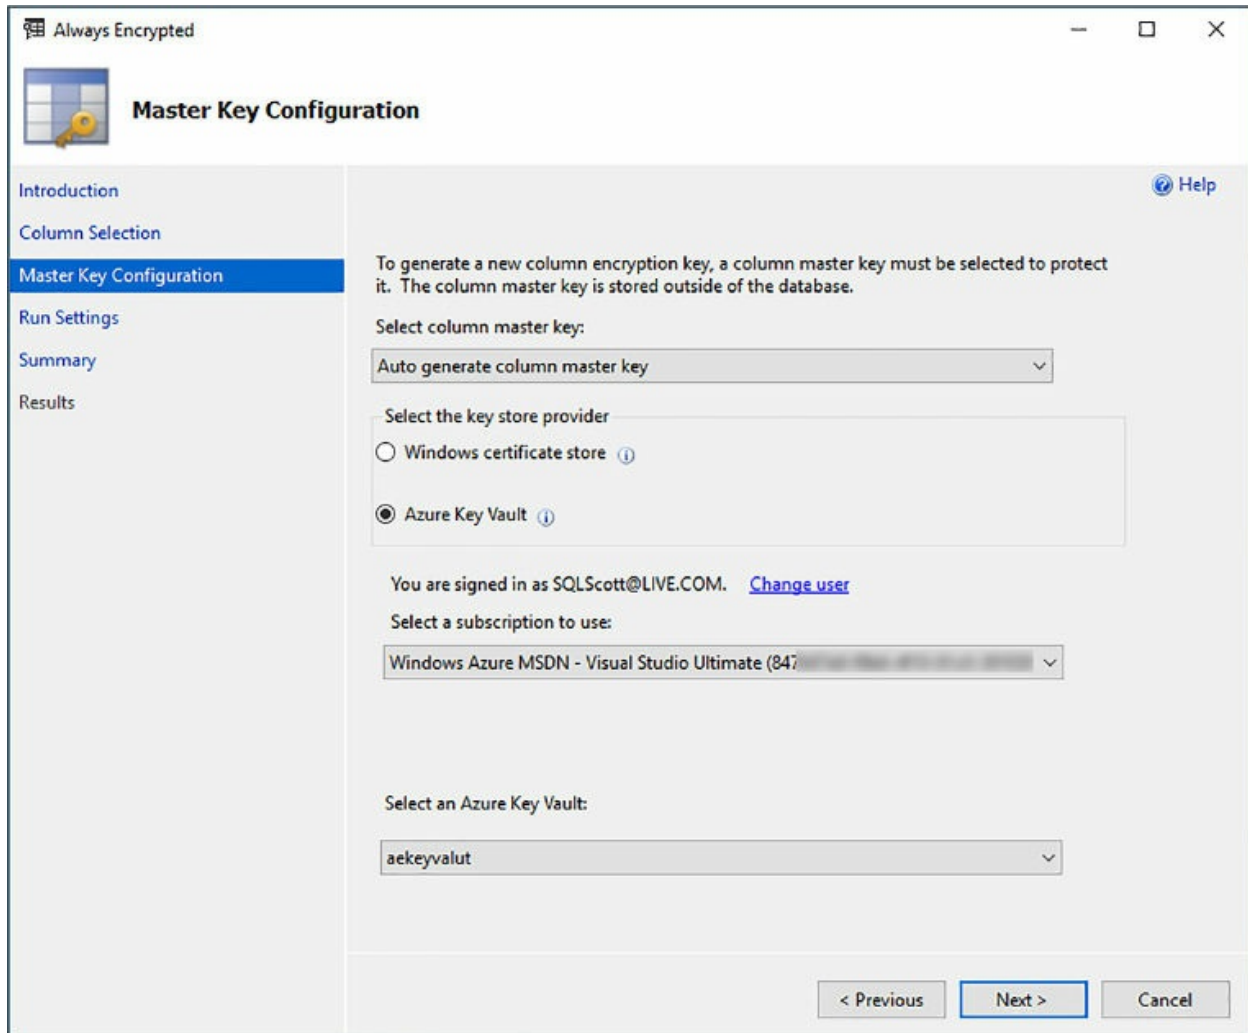 Always Encrypted
Master Key Configuration
Introduction
Column Selection
Master Key Configuration
Run Settings
Summary
Results
Help
To generate a new column encryption key, a column master key must be selected to protect
it. The column master key is stored outside of the database.
Select column master key:
Auto generate column master key
Select the key store provider
Windows certificate store
Azure Key Vault
You are signed in as SQLScott@LIVE.COM. Change user
Select a subscription to use:
Windows Azure MSDN - Visual Studio Ultimate (847
Select an Azure Key Vault:
aekeyvalut
< Previous
Next >
Cancel